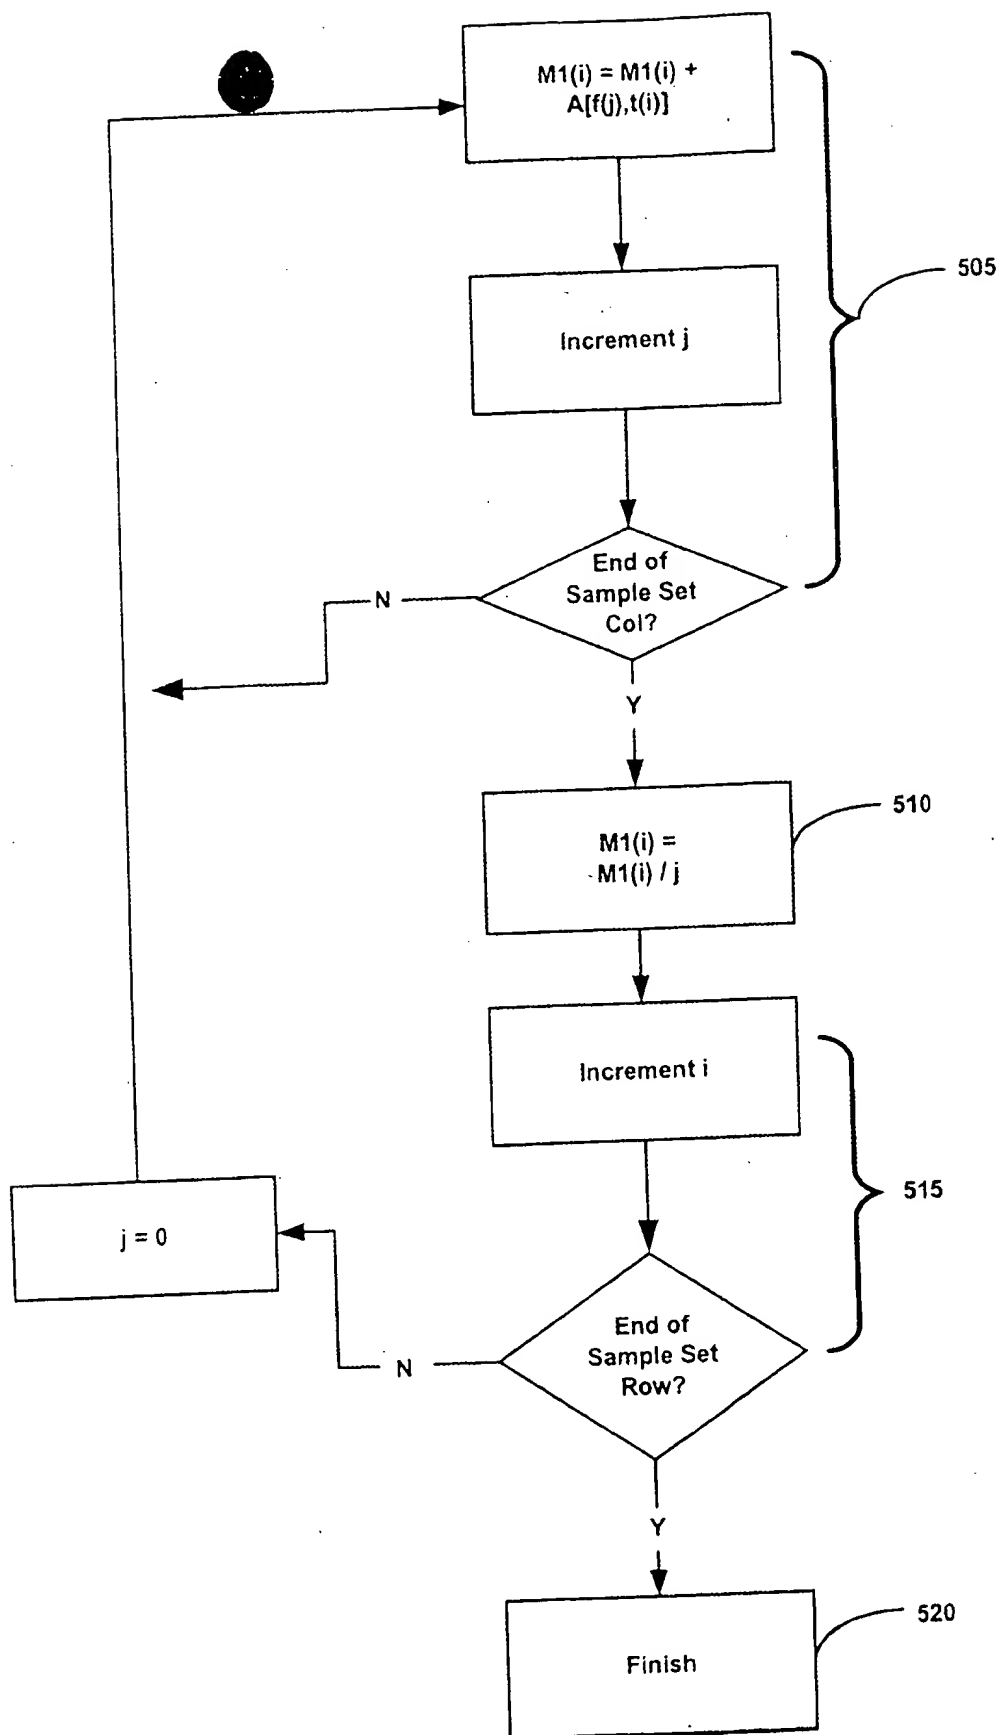 M1(i) = M1(i) +
A[f(j),t(i)]
505
Increment j
End of
Sample Set
Col?
N
Y
510
M1(i) =
M1(i) / j
Increment i
515
j = 0
End of
Sample Set
Row?
N
Y
520
Finish